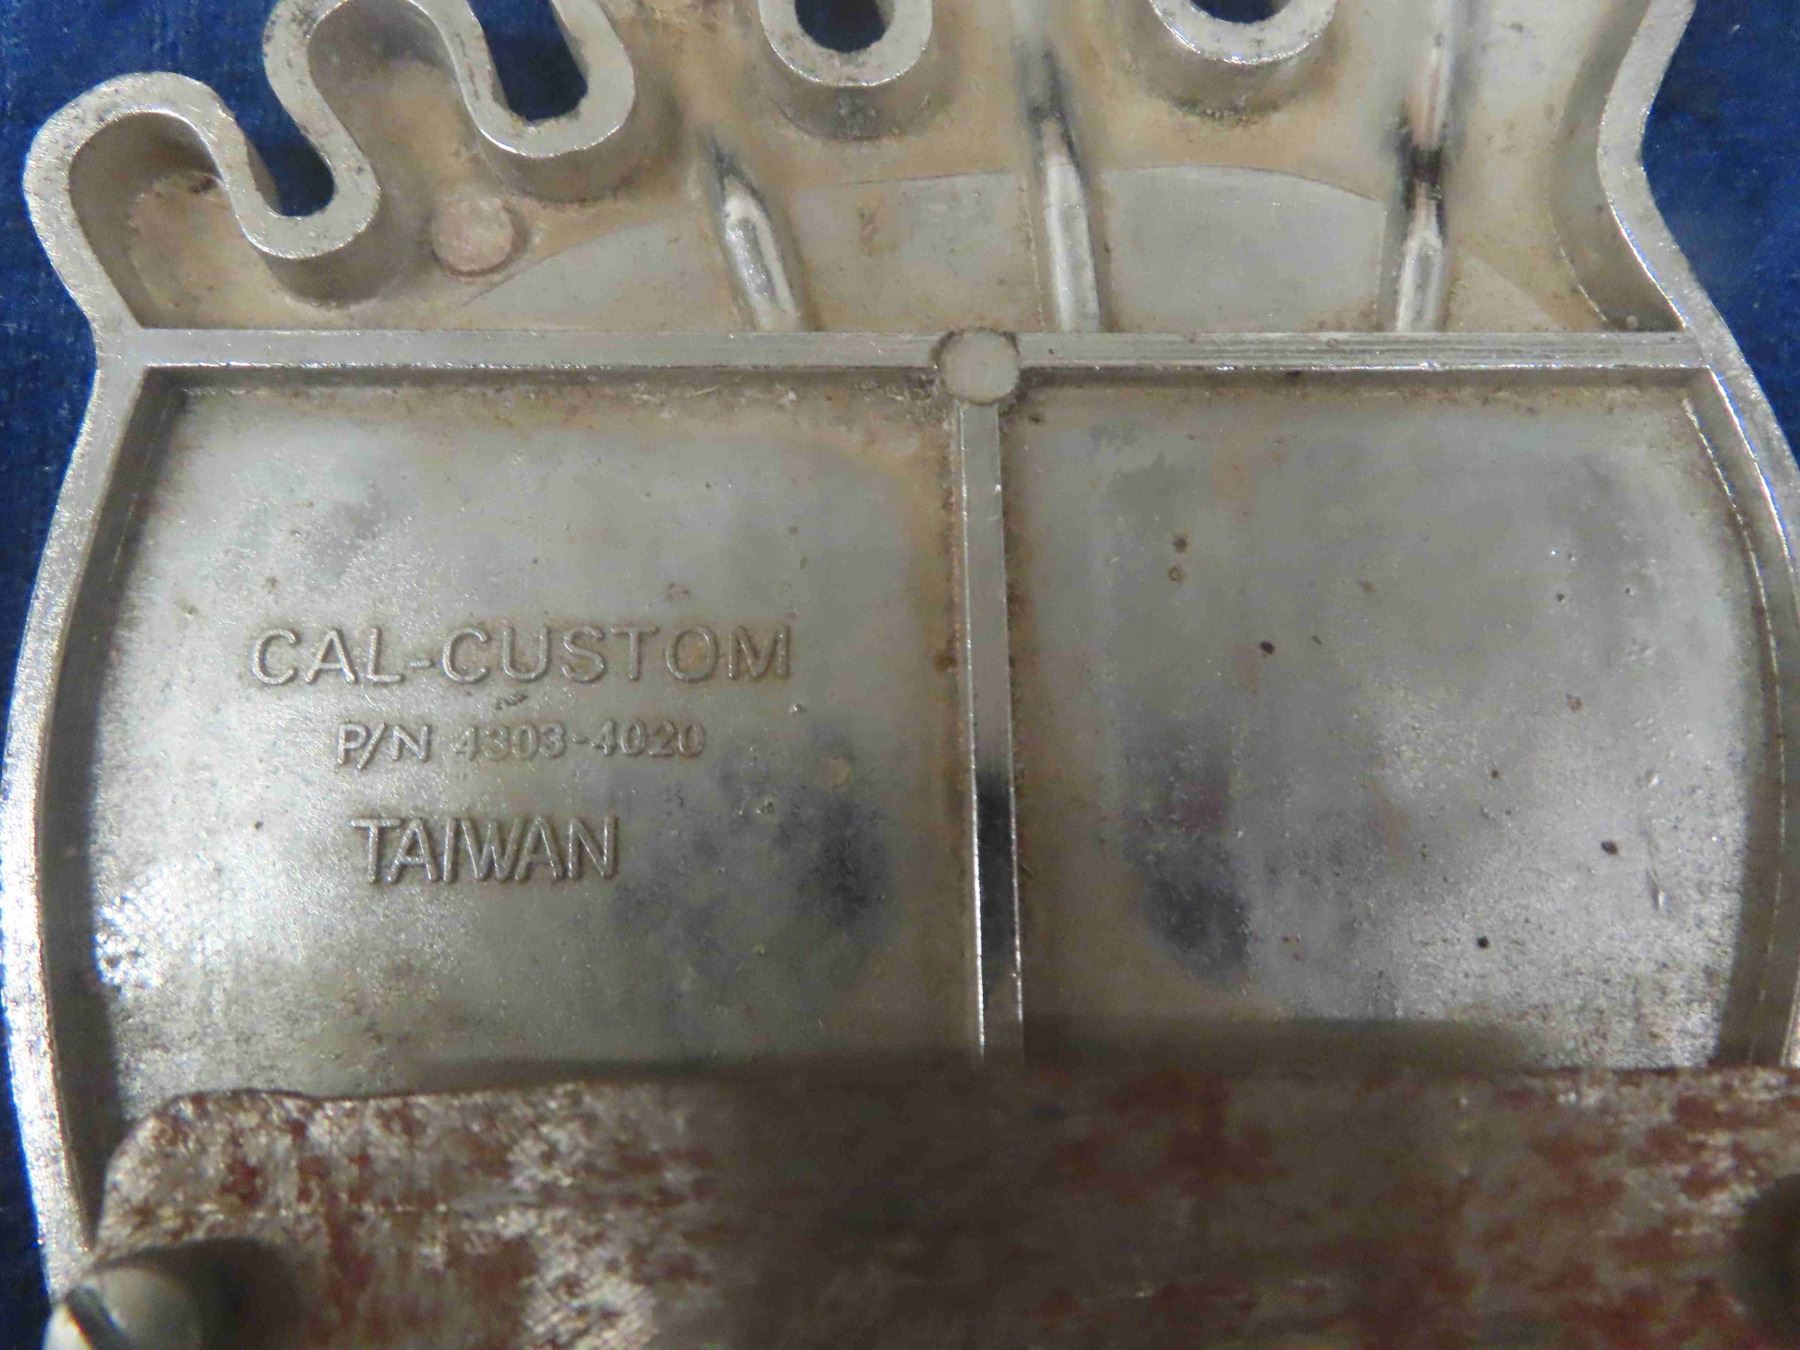 CAL-CUSTOM
P/N 4303-4020
TAIWAN